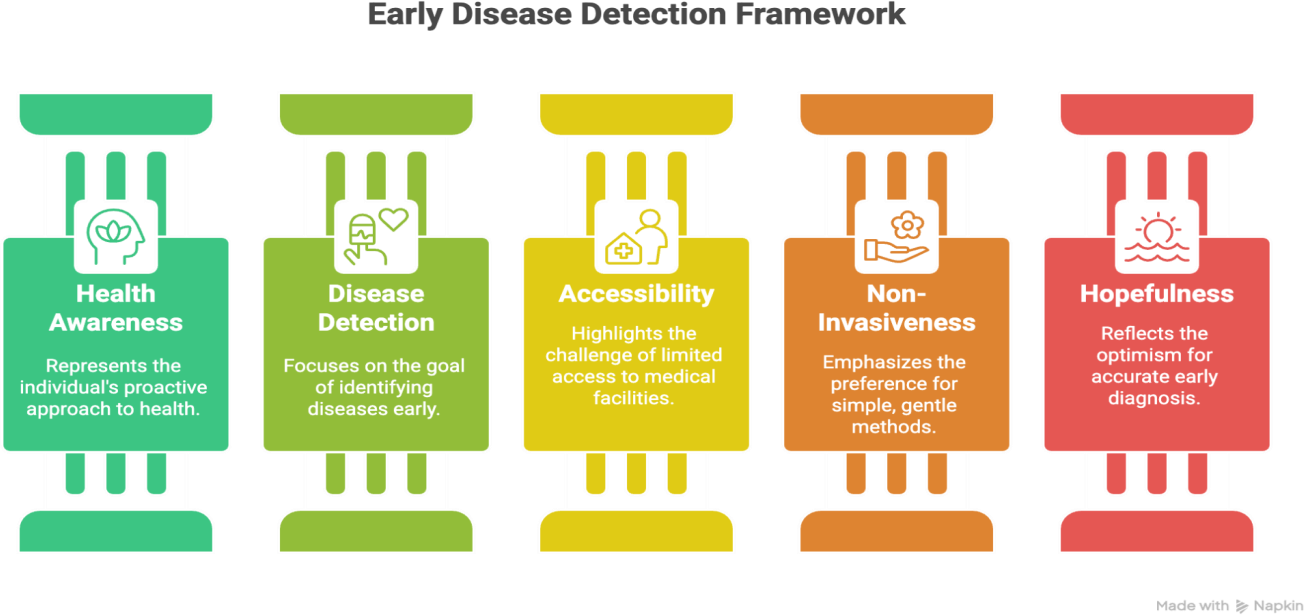 Early Disease Detection Framework
Health
Awareness
Represents the
individual's proactive
approach to health.
Disease
Detection
Focuses on the goal
of identifying
diseases early.
Accessibility
Highlights the
challenge of limited
access to medical
facilities.
Non-
Invasiveness
Emphasizes the
preference for
simple, gentle
methods.
Hopefulness
Reflects the
optimism for
accurate early
diagnosis.
Made with Napkin